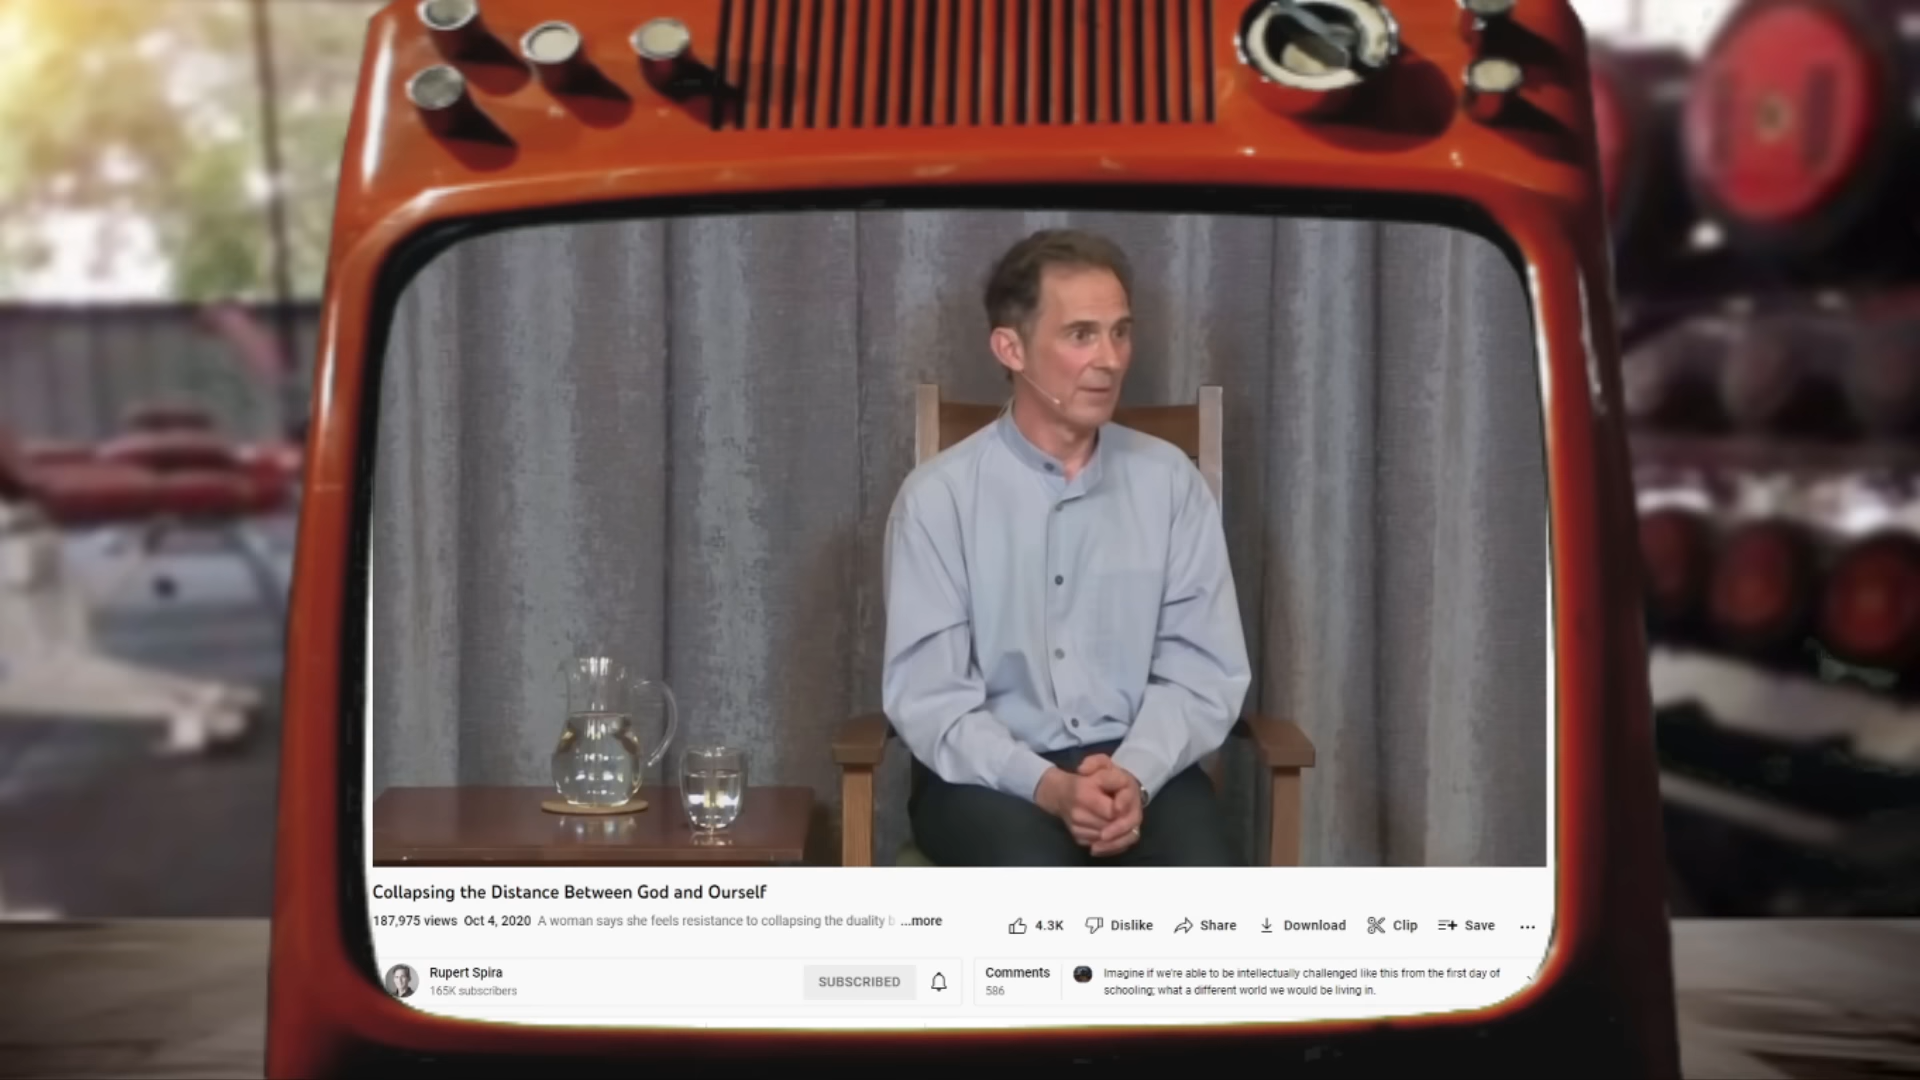 Collapsing the Distance Between God and Ourself
187,975 views Oct 4, 2020 A woman says she feels resistance to collapsing the duality b ...more
4.3K Dislike Share Download Clip Save
Rupert Spira
165K subscribers
SUBSCRIBED
Comments
586
Imagine if we're able to be intellectually challenged like this from the first day of
schooling; what a different world we would be living in.